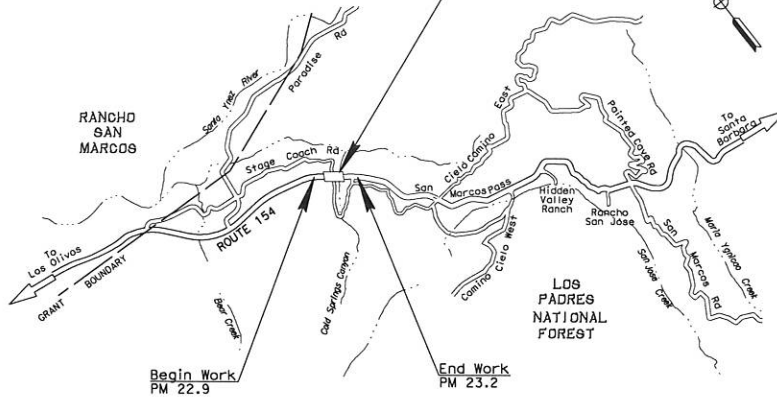 RANCHO
SAN
MARCOS
Santa Ynez River
Paradise Rd
Stage Coach Rd
To
Los Olivos
GRANT BOUNDARY
ROUTE 154
Bear Creek
Cold Springs Canyon
Begin Work
PM 22.9
End Work
PM 23.2
San Marcos Pass
Cielo Camino East
Camino Cielo West
Painted Cave Rd
Hidden
Valley
Ranch
Rancho
San Jose
To
Santa
Barbara
San Jose Creek
San Marcos Rd
Maria Ygnacio Creek
LOS
PADRES
NATIONAL
FOREST